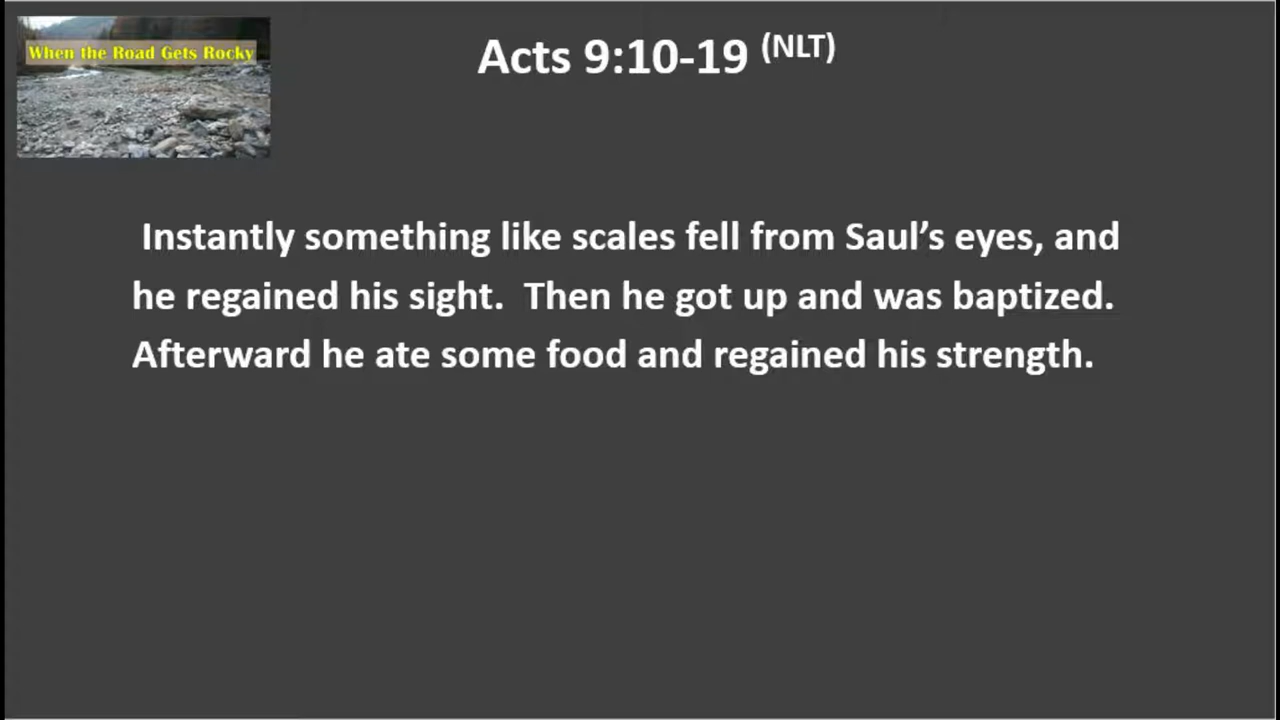 When the Road Gets Rocky
Acts 9:10-19 (NLT)
Instantly something like scales fell from Saul’s eyes, and
he regained his sight.  Then he got up and was baptized.
Afterward he ate some food and regained his strength.